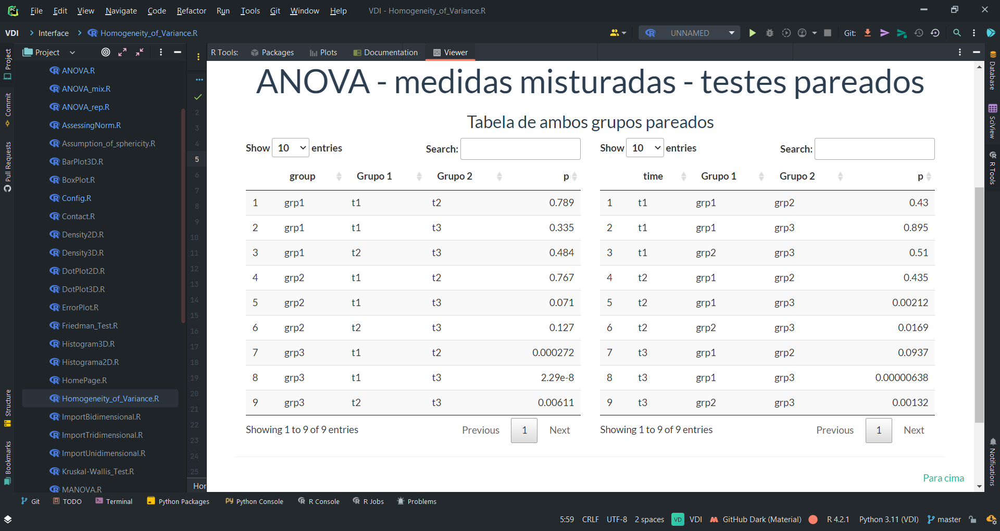 File Edit View Navigate Code Refactor Run Tools Git Window Help VDI - Homogeneity_of_Variance.R
VDI Interface Homogeneity_of_Variance.R UNNAMED Git:
Project R Tools: Packages Plots Documentation Viewer
Project
Commit
Pull Requests
Structure
Bookmarks
ANOVA.R
ANOVA_mix.R
ANOVA_rep.R
AssessingNorm.R
Assumption_of_sphericity.R
BarPlot3D.R
BoxPlot.R
Config.R
Contact.R
Density2D.R
Density3D.R
DotPlot2D.R
DotPlot3D.R
ErrorPlot.R
Friedman_Test.R
Histogram3D.R
Histograma2D.R
HomePage.R
Homogeneity_of_Variance.R
ImportBidimensional.R
ImportTridimensional.R
ImportUnidimensional.R
Kruskal-Wallis_Test.R
MANOVA.R
2
3
4
5
6
7
8
9
10
11
12
13
14
15
16
17
18
19
20
21
22
23
24
25
Hor
ANOVA - medidas misturadas - testes pareados
Tabela de ambos grupos pareados
Show 10 entries Search:
group Grupo 1 Grupo 2 p
1 grp1 t1 t2 0.789
2 grp1 t1 t3 0.335
3 grp1 t2 t3 0.484
4 grp2 t1 t2 0.767
5 grp2 t1 t3 0.071
6 grp2 t2 t3 0.127
7 grp3 t1 t2 0.000272
8 grp3 t1 t3 2.29e-8
9 grp3 t2 t3 0.00611
Showing 1 to 9 of 9 entries Previous 1 Next
Show 10 entries Search:
time Grupo 1 Grupo 2 p
1 t1 grp1 grp2 0.43
2 t1 grp1 grp3 0.895
3 t1 grp2 grp3 0.51
4 t2 grp1 grp2 0.435
5 t2 grp1 grp3 0.00212
6 t2 grp2 grp3 0.0169
7 t3 grp1 grp2 0.0937
8 t3 grp1 grp3 0.00000638
9 t3 grp2 grp3 0.00132
Showing 1 to 9 of 9 entries Previous 1 Next
Para cima
Database
SciView
R Tools
Notifications
Git TODO Terminal Python Packages Python Console R Console R Jobs Problems
5:59 CRLF UTF-8 2 spaces VD VDI GitHub Dark (Material) R 4.2.1 Python 3.11 (VDI) master